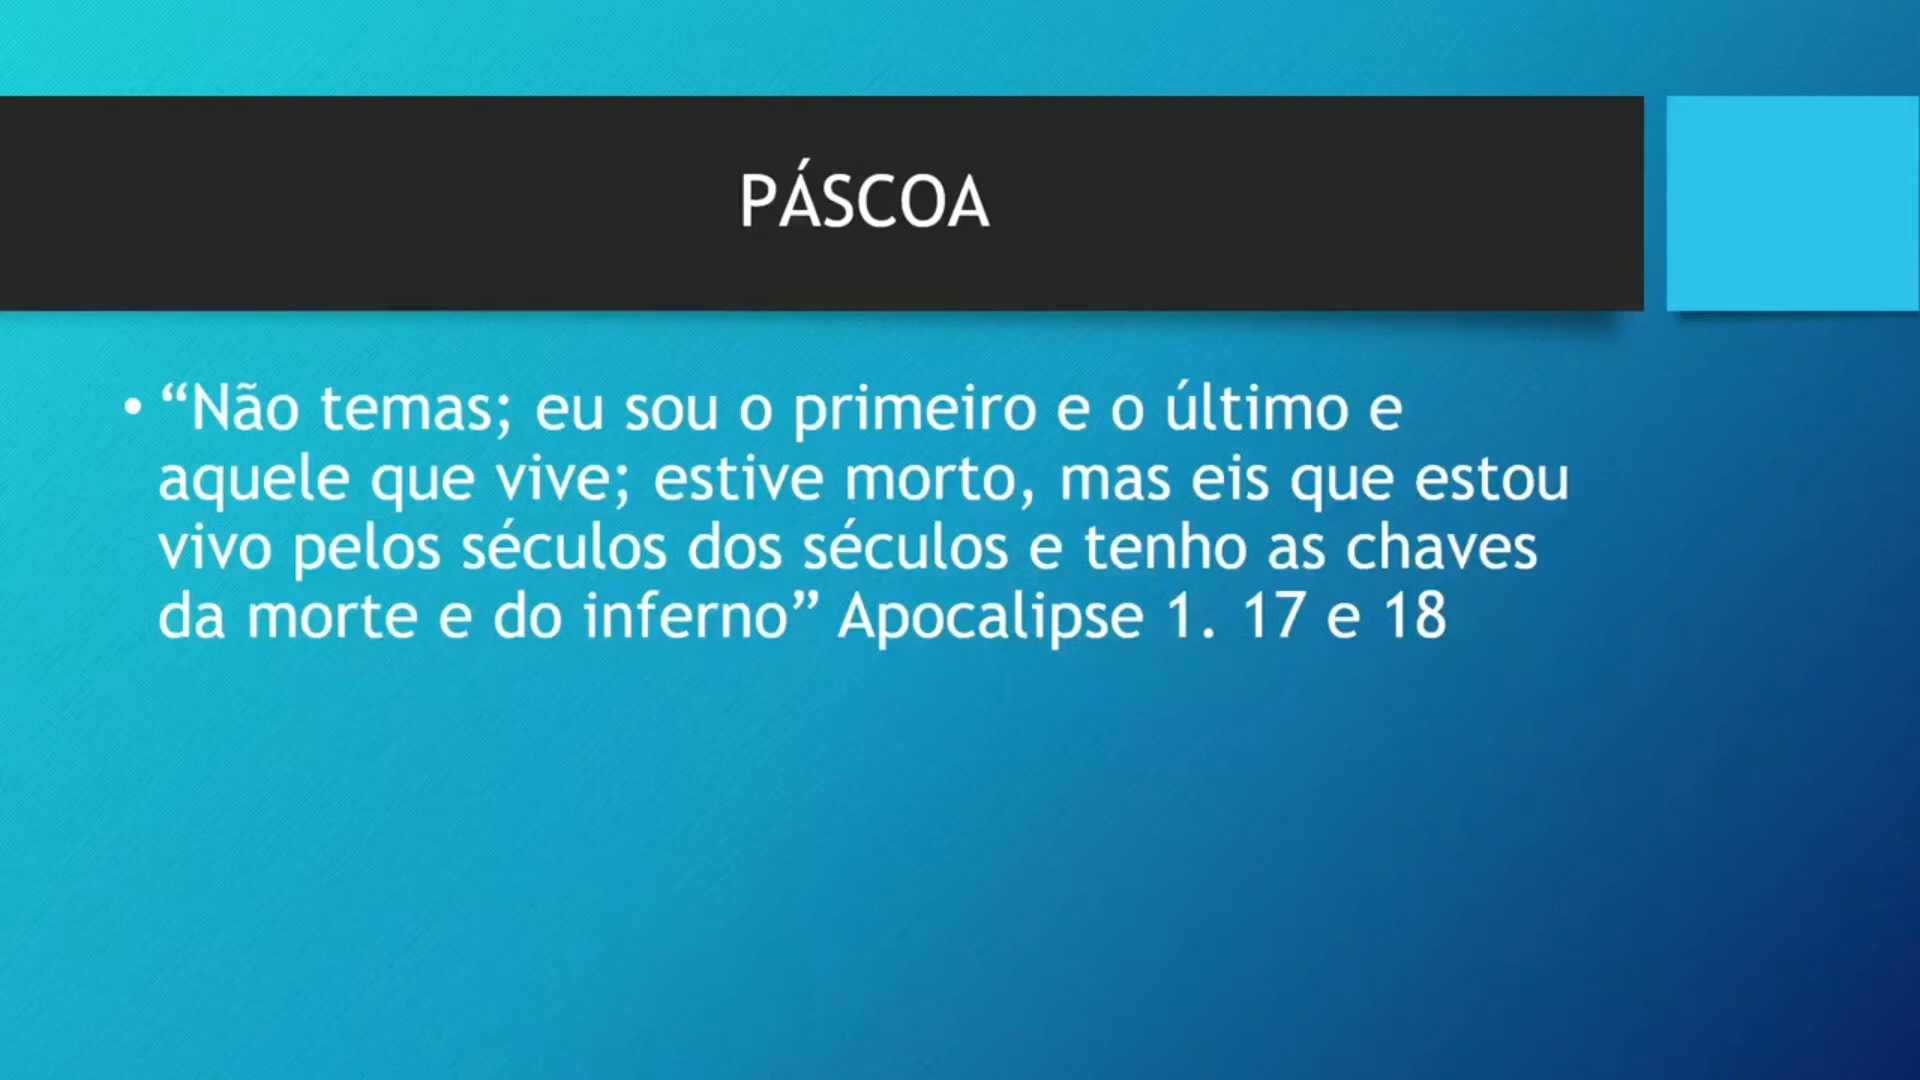 PÁSCOA
• “Não temas; eu sou o primeiro e o último e
aquele que vive; estive morto, mas eis que estou
vivo pelos séculos dos séculos e tenho as chaves
da morte e do inferno” Apocalipse 1. 17 e 18